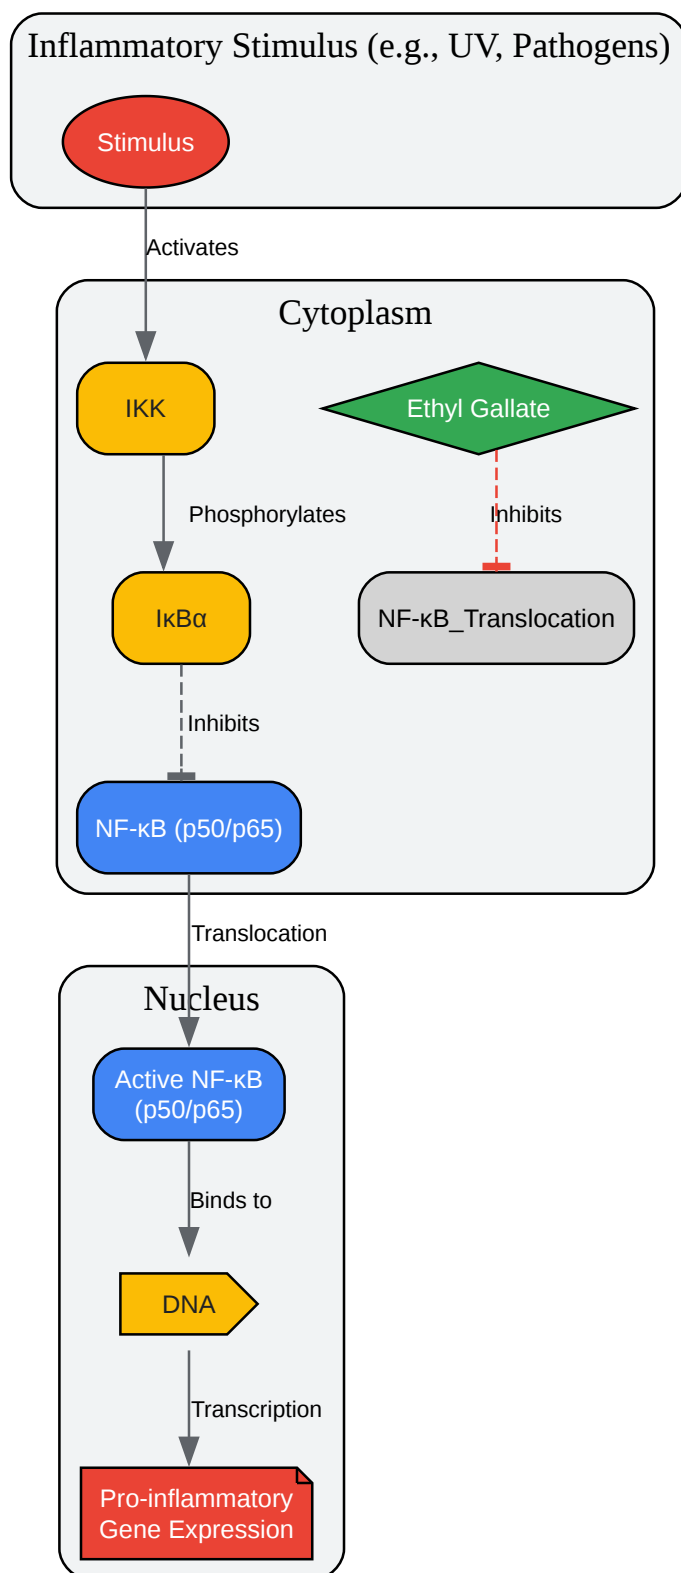 Inflammatory Stimulus (e.g., UV, Pathogens)
Stimulus
Activates
Cytoplasm
IKK
Ethyl Gallate
Phosphorylates
Inhibits
IκBα
NF-κB_Translocation
Inhibits
NF-κB (p50/p65)
Translocation
Nucleus
Active NF-κB
(p50/p65)
Binds to
DNA
Transcription
Pro-inflammatory
Gene Expression